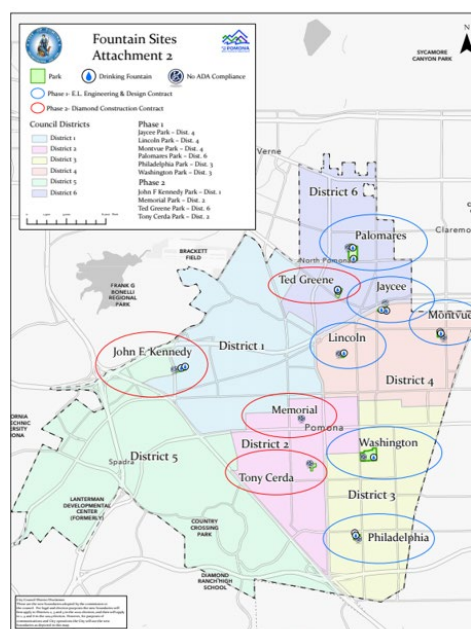 Fountain Sites
Attachment 2
POMONA
Park
Drinking Fountain
No ADA Compliance
Phase 1- E.L. Engineering & Design Contract
Phase 2- Diamond Construction Contract
Council Districts
District 1
District 2
District 3
District 4
District 5
District 6
Phase 1
Jaycee Park – Dist. 4
Lincoln Park – Dist. 4
Montvue Park – Dist. 4
Palomares Park – Dist. 6
Philadelphia Park – Dist. 3
Washington Park – Dist. 3
Phase 2
John F Kennedy Park – Dist. 1
Memorial Park – Dist. 2
Ted Greene Park – Dist. 6
Tony Cerda Park – Dist. 2
N
SYCAMORE
CANYON PARK
Verne
District 6
Palomares
Claremo
North Pomona
BRACKETT
FIELD
Ted Greene
Jaycee
FRANK G
BONELLI
REGIONAL
PARK
Montvue
Lincoln
John F. Kennedy
District 1
District 4
Memorial
Pomona
District 2
Washington
District 5
Spadra
Tony Cerda
LANTERMAN
DEVELOPMENTAL
CENTER
(FORMERLY)
District 3
COUNTRY
CROSSING
PARK
Philadelphia
DIAMOND
RANCH HIGH
SCHOOL